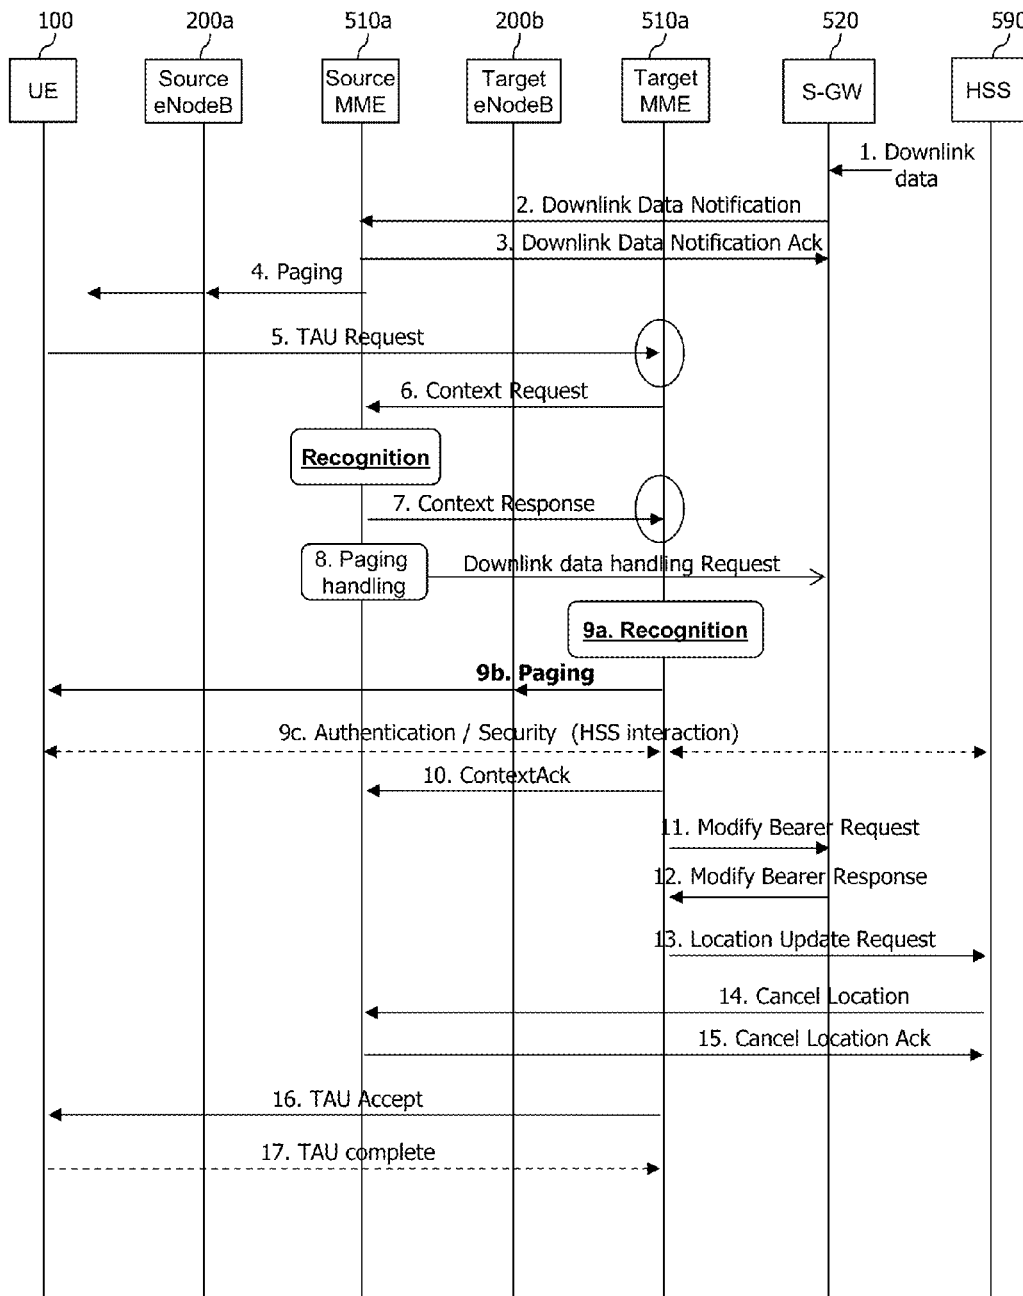 100 200a 510a 200b 510a 520 590
UE
Source
eNodeB
Source
MME
Target
eNodeB
Target
MME
S-GW
HSS
1. Downlink
data
2. Downlink Data Notification
3. Downlink Data Notification Ack
4. Paging
5. TAU Request
6. Context Request
Recognition
7. Context Response
8. Paging
handling
Downlink data handling Request
9a. Recognition
9b. Paging
9c. Authentication / Security (HSS interaction)
10. ContextAck
11. Modify Bearer Request
12. Modify Bearer Response
13. Location Update Request
14. Cancel Location
15. Cancel Location Ack
16. TAU Accept
17. TAU complete